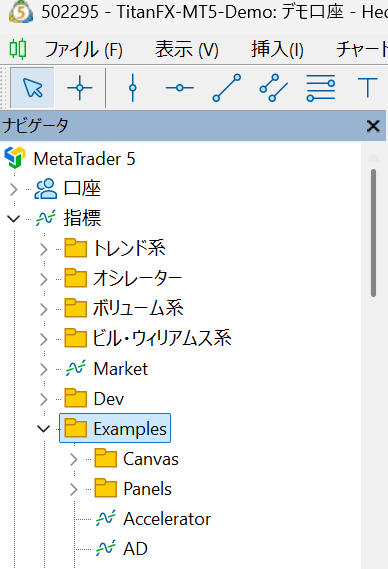 502295 - TitanFX-MT5-Demo: デモ口座 - Hec
ファイル (F) 表示 (V) 挿入(I) チャート
ナビゲータ
MetaTrader 5
口座
指標
トレンド系
オシレーター
ボリューム系
ビル・ウィリアムス系
Market
Dev
Examples
Canvas
Panels
Accelerator
AD